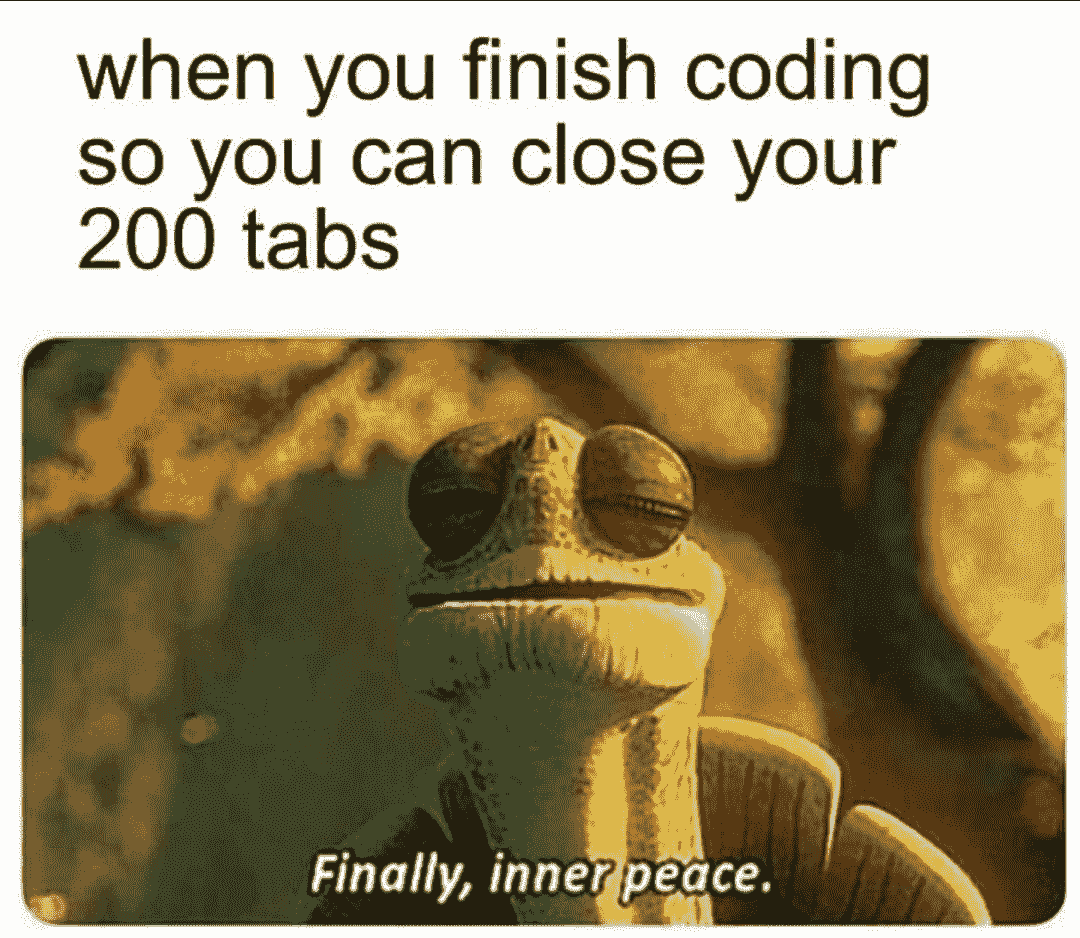 when you finish coding
so you can close your
200 tabs
Finally, inner peace.